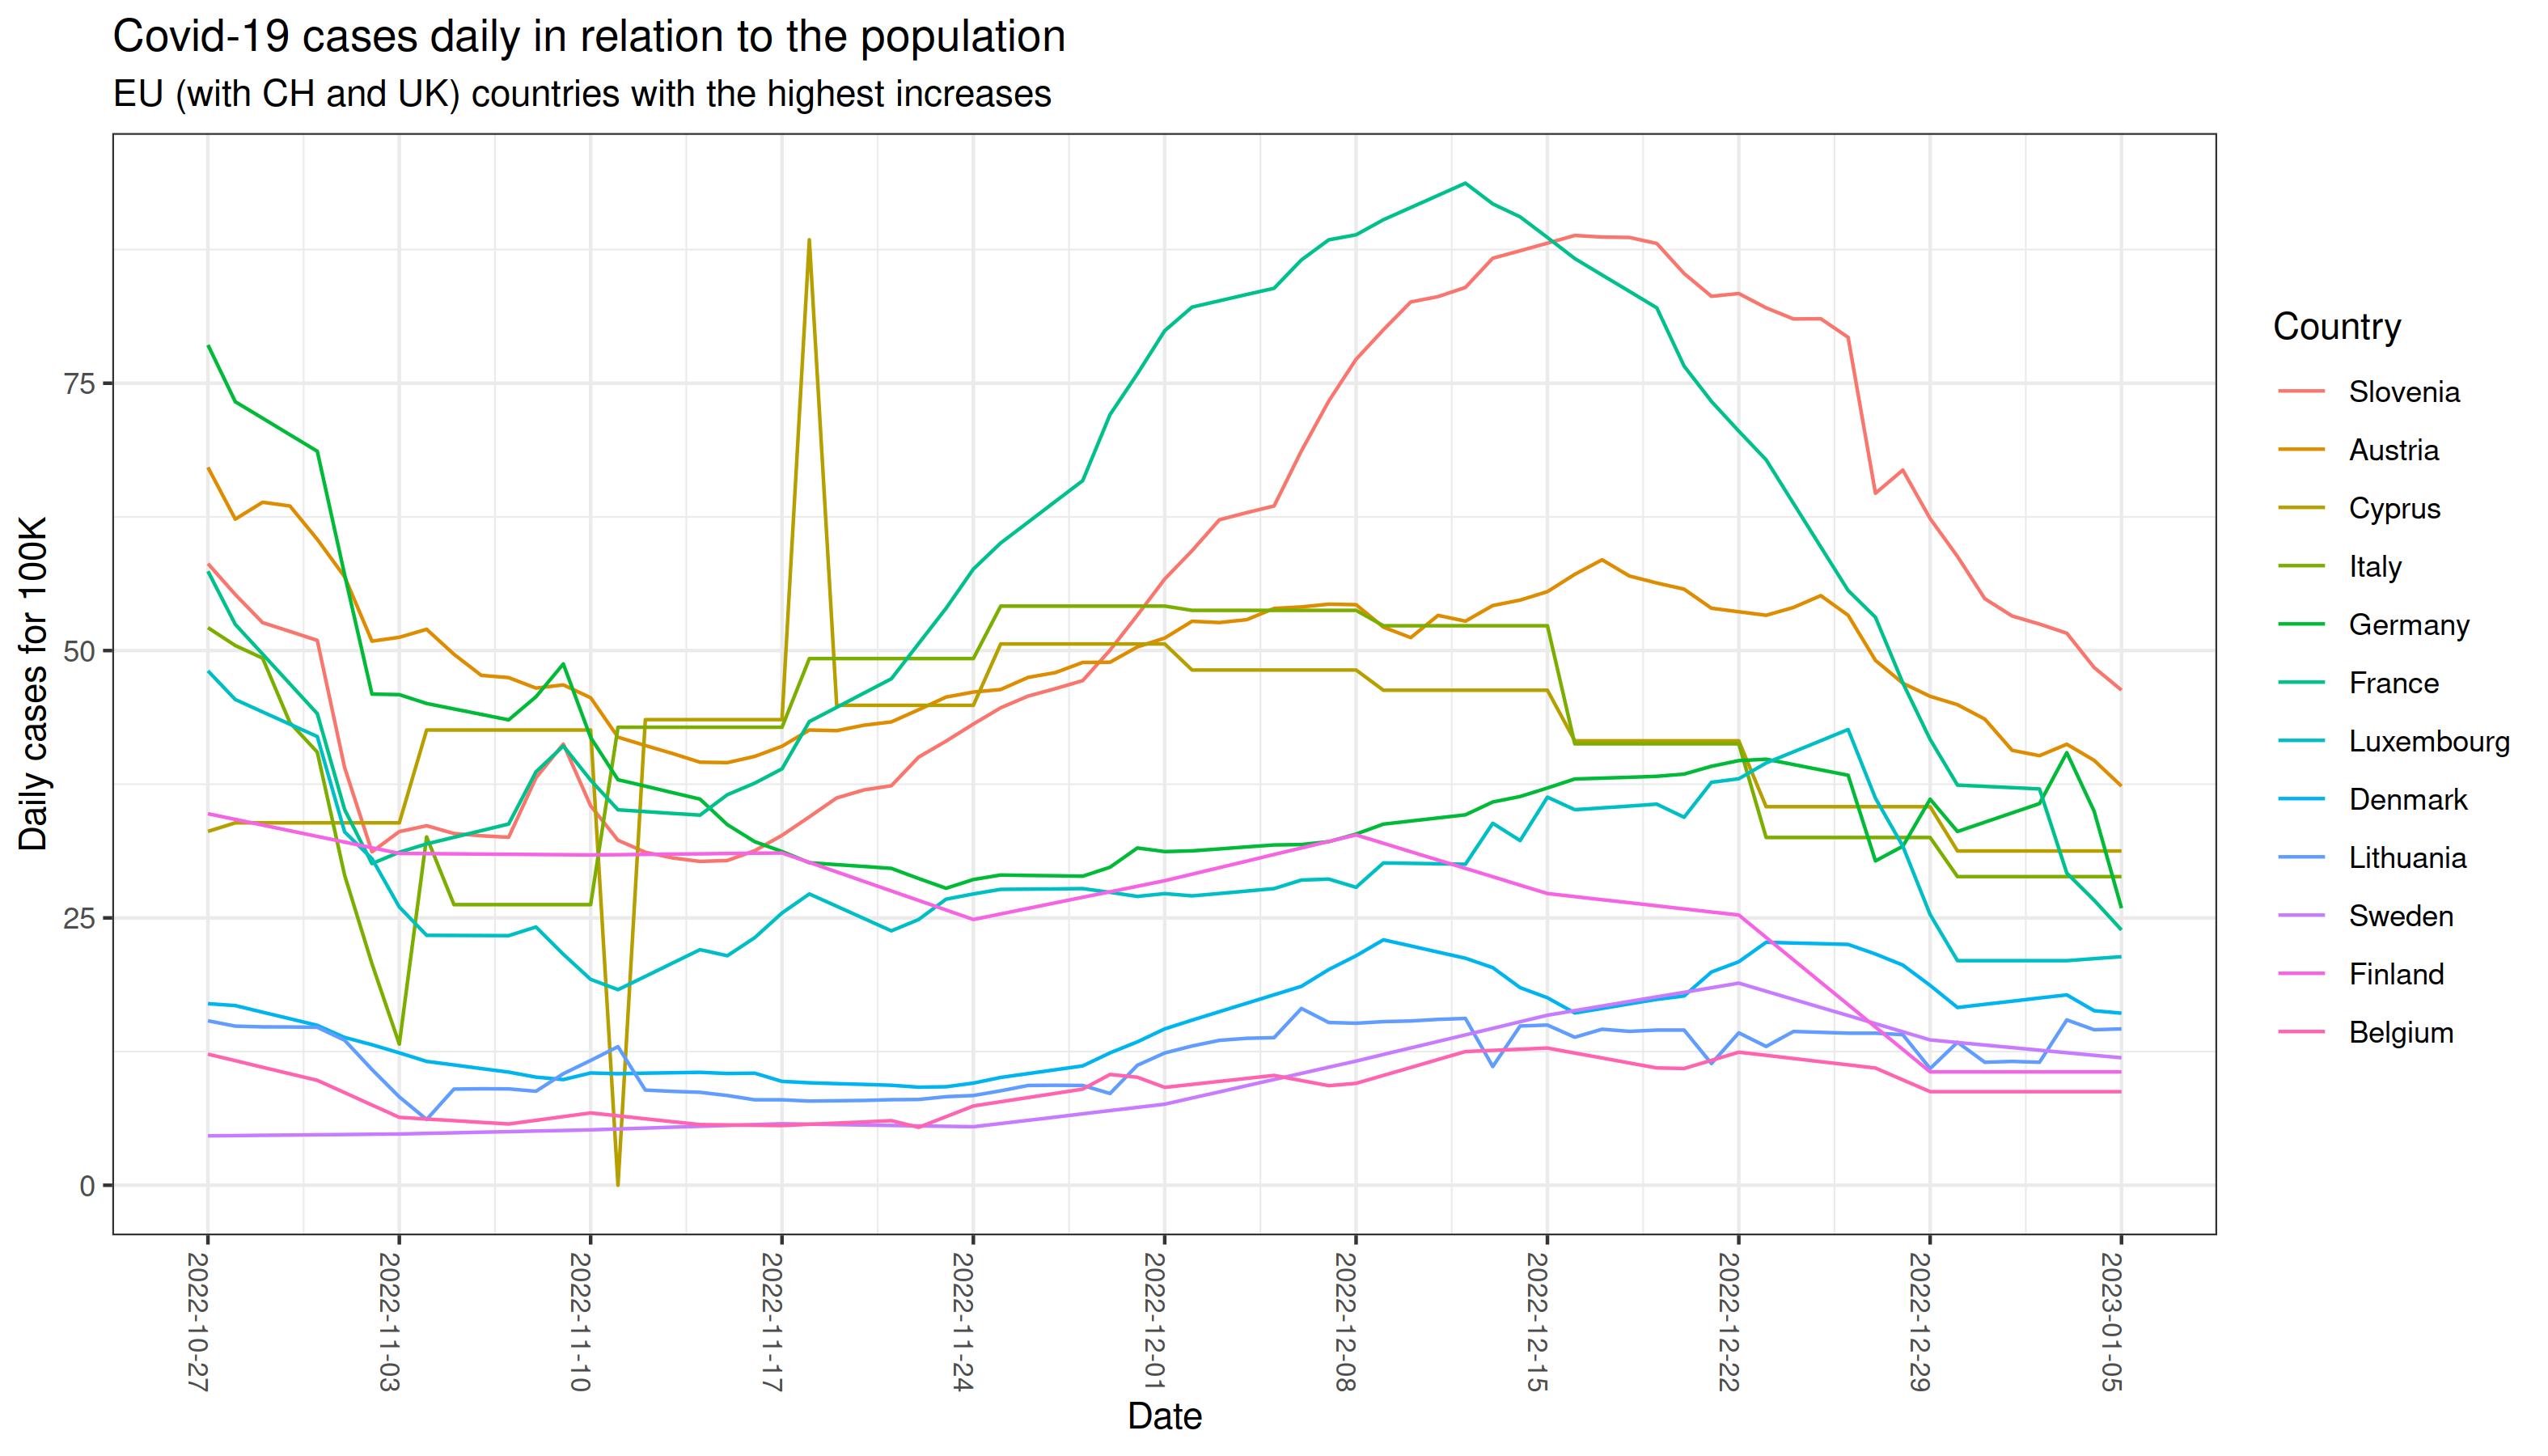 Covid-19 cases daily in relation to the population
EU (with CH and UK) countries with the highest increases
Daily cases for 100K
75
50
25
0
2022-10-27
2022-11-03
2022-11-10
2022-11-17
2022-11-24
2022-12-01
2022-12-08
2022-12-15
2022-12-22
2022-12-29
2023-01-05
Date
Country
Slovenia
Austria
Cyprus
Italy
Germany
France
Luxembourg
Denmark
Lithuania
Sweden
Finland
Belgium